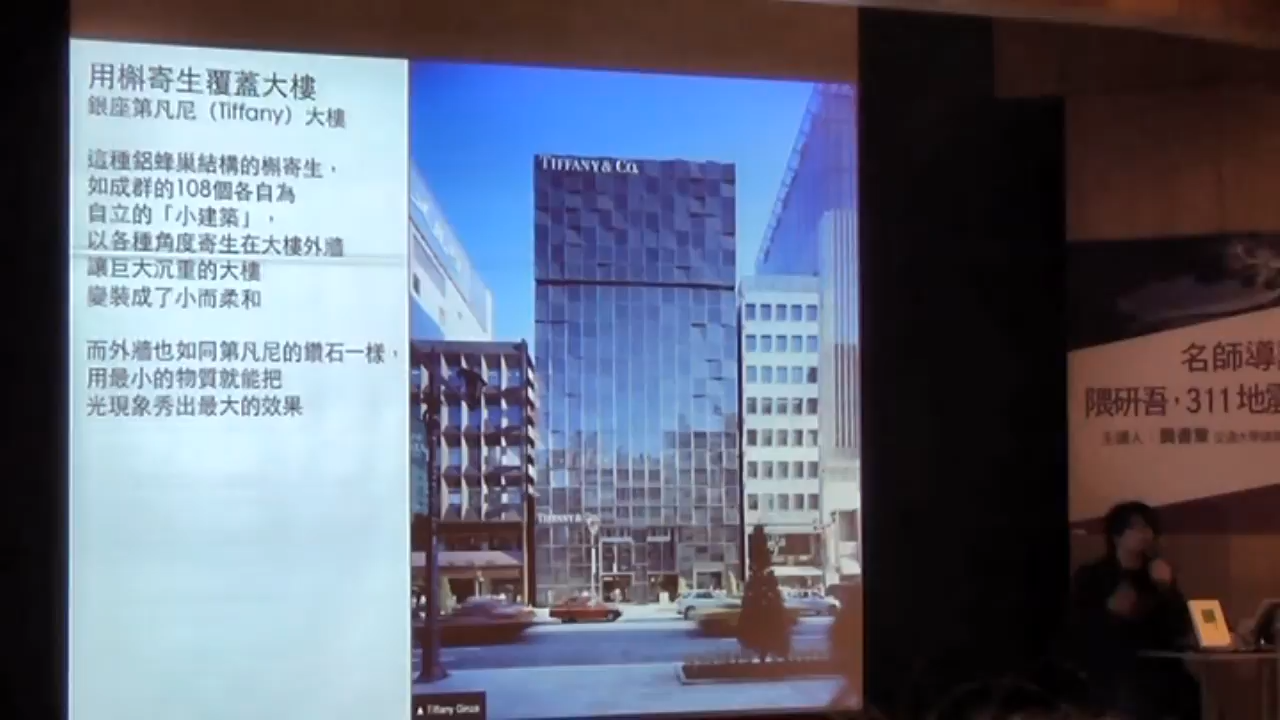 用槲寄生覆蓋大樓
銀座第凡尼（Tiffany）大樓
這種鋁蜂巢結構的槲寄生，
如成群的108個各自為
自立的「小建築」，
以各種角度寄生在大樓外牆
讓巨大沉重的大樓
變裝成了小而柔和
而外牆也如同第凡尼的鑽石一樣，
用最小的物質就能把
光現象秀出最大的效果
TIFFANY & CO.
TIFFANY &
▲ Tiffany Ginza
名師導
隈研吾，311地震
主講人：